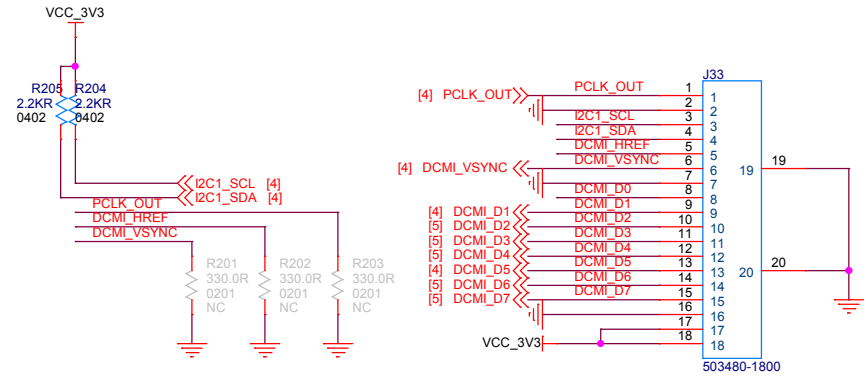 VCC_3V3
R205 R204
2.2KR 2.2KR
0402 0402
I2C1_SCL [4]
I2C1_SDA [4]
PCLK_OUT
DCMI_HREF
DCMI_VSYNC
R201 R202 R203
330.0R 330.0R 330.0R
0201 0201 0201
NC NC NC
J33
[4] PCLK_OUT PCLK_OUT 1 1
2 2
I2C1_SCL 3 3
I2C1_SDA 4 4
DCMI_HREF 5 5
[4] DCMI_VSYNC DCMI_VSYNC 6 6 19 19
7 7
DCMI_D0 8 8
[4] DCMI_D1 DCMI_D1 9 9
[5] DCMI_D2 DCMI_D2 10 10
[5] DCMI_D3 DCMI_D3 11 11
[5] DCMI_D4 DCMI_D4 12 12
[4] DCMI_D5 DCMI_D5 13 13 20 20
[5] DCMI_D6 DCMI_D6 14 14
[5] DCMI_D7 DCMI_D7 15 15
16 16
17 17
VCC_3V3 18 18
503480-1800